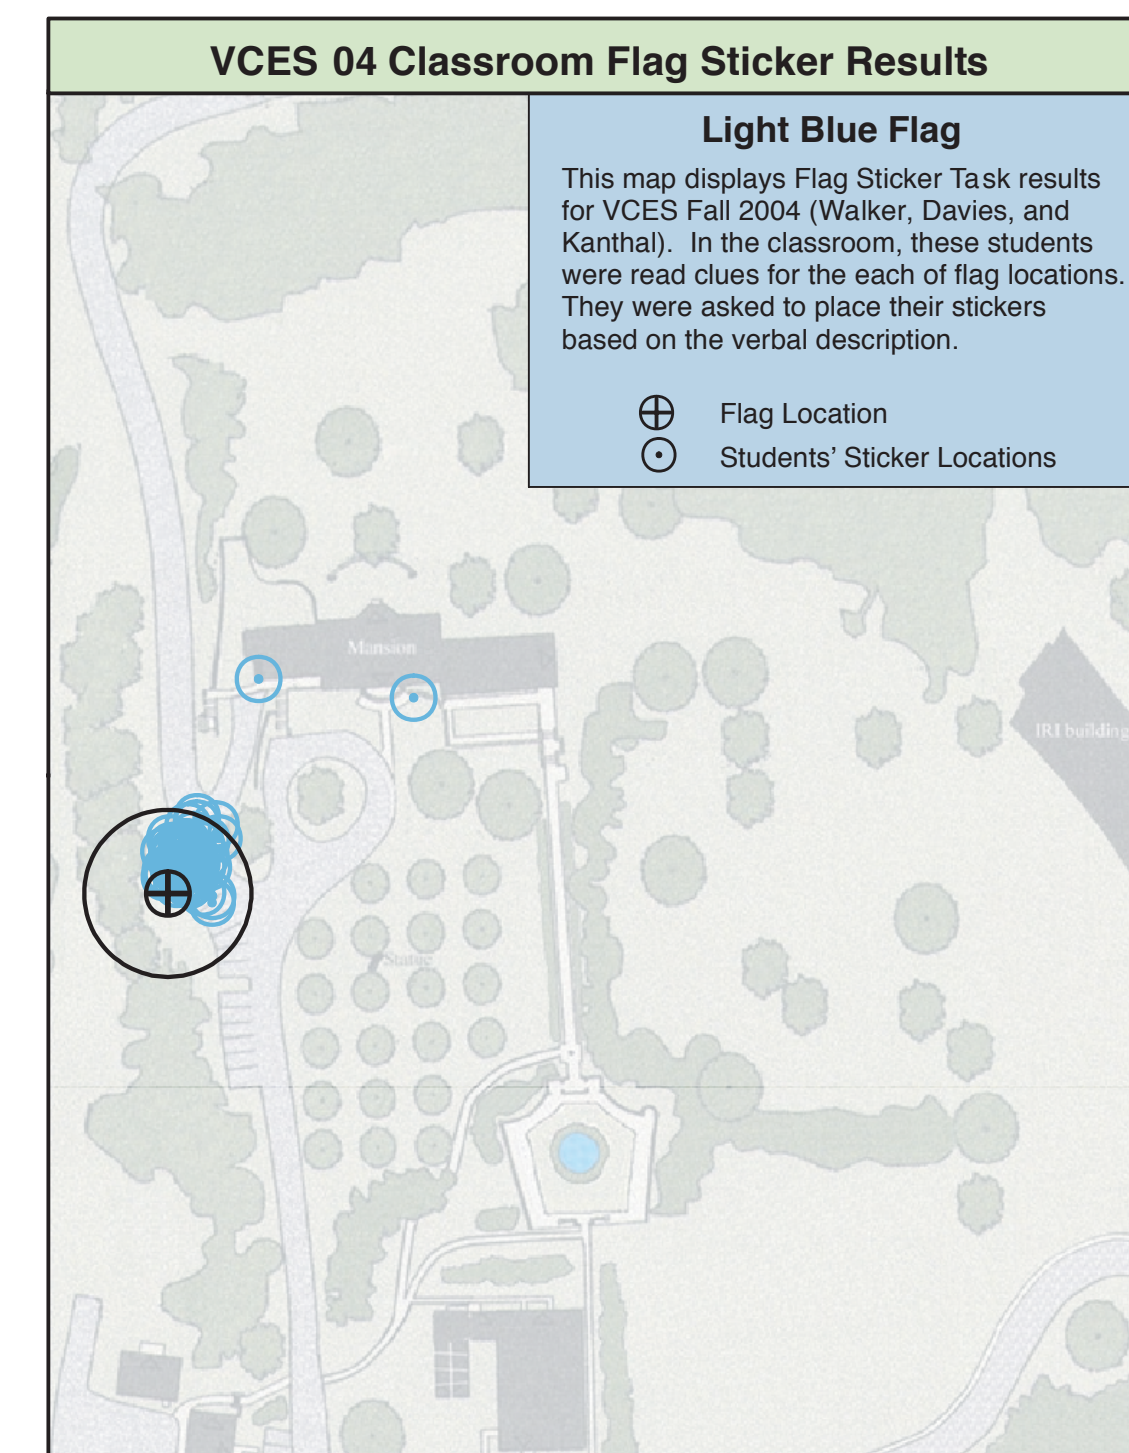 VCES 04 Classroom Flag Sticker Results
Light Blue Flag
This map displays Flag Sticker Task results
for VCES Fall 2004 (Walker, Davies, and
Kanthal).  In the classroom, these students
were read clues for the each of flag locations.
They were asked to place their stickers
based on the verbal description.
Flag Location
Students’ Sticker Locations
Mansion
IRI building
Statue